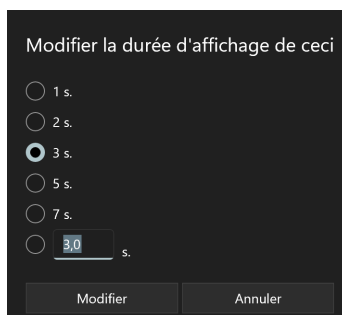 Modifier la durée d'affichage de ceci
1 s.
2 s.
3 s.
5 s.
7 s.
3,0 s.
Modifier Annuler